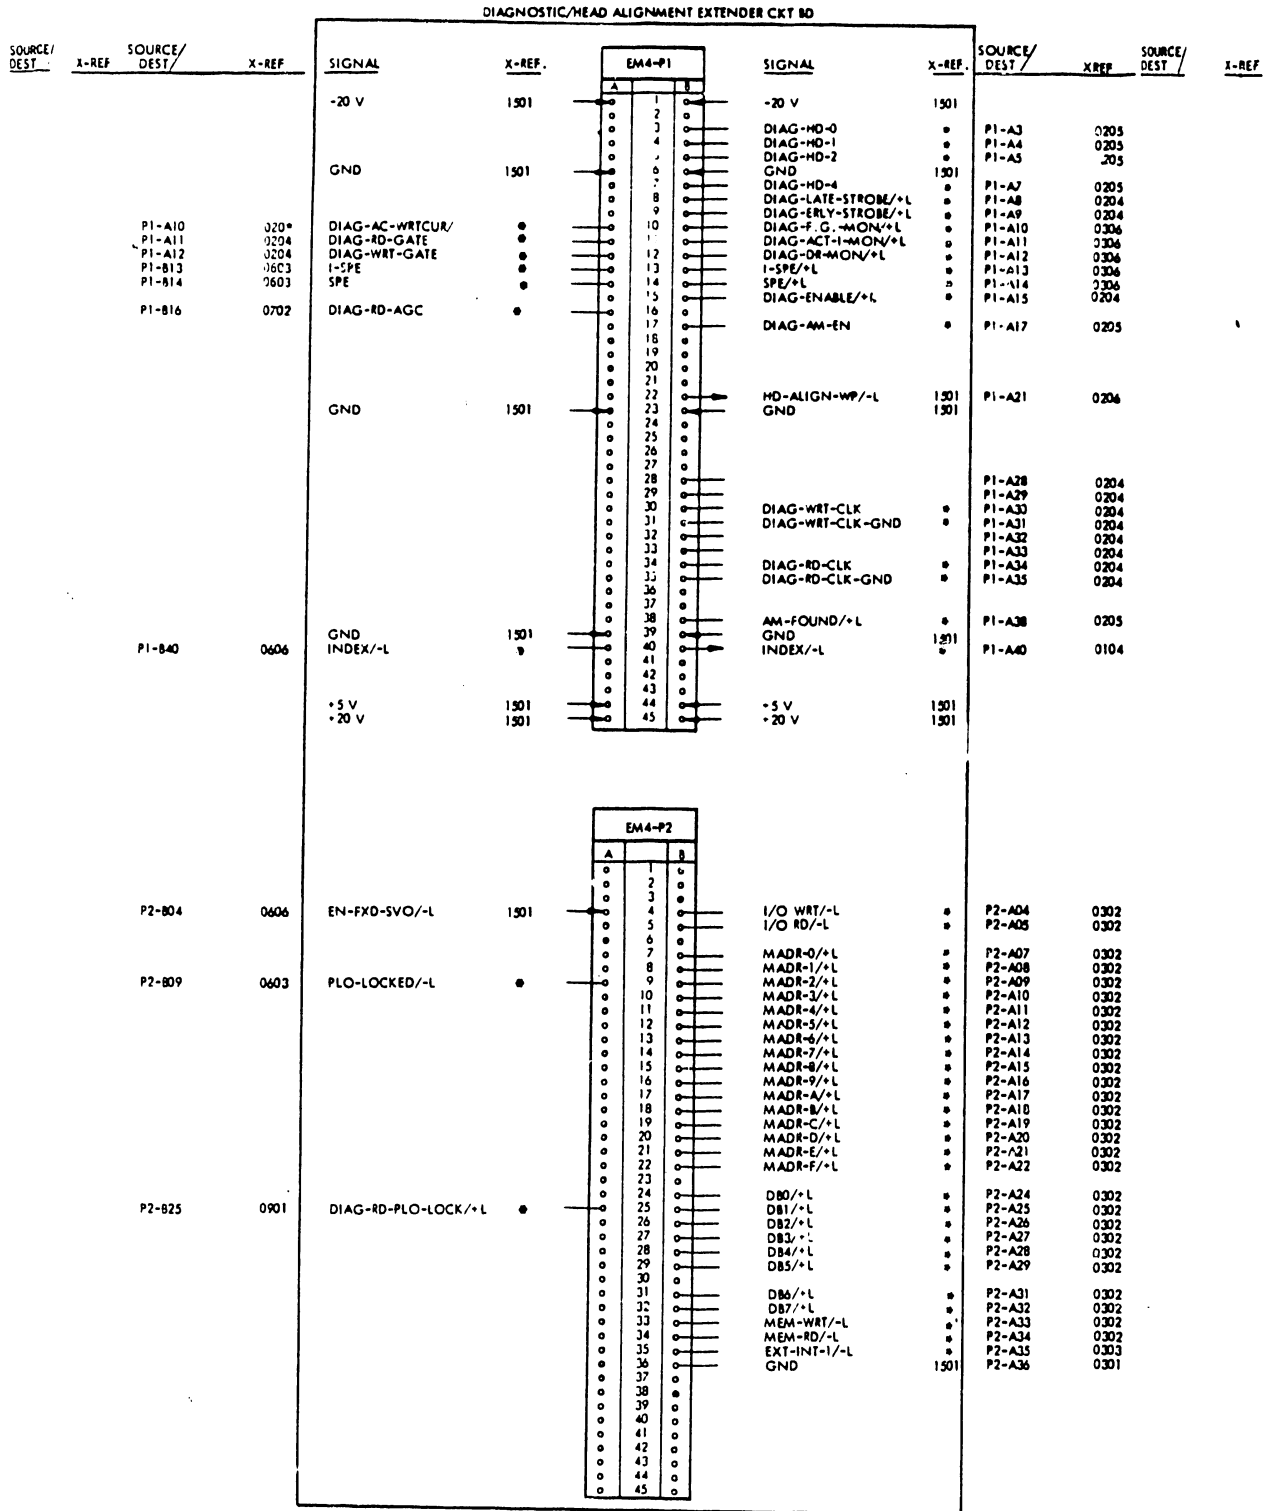 DIAGNOSTIC/HEAD ALIGNMENT EXTENDER CKT BD
SOURCE/ DEST X-REF SOURCE/ DEST/ X-REF SIGNAL X-REF. EM4-P1 SIGNAL X-REF. SOURCE/ DEST/ XREF SOURCE/ DEST/ X-REF
A B
-20 V 1501 1 -20 V 1501
2
3 DIAG-HD-0 * P1-A3 0205
4 DIAG-HD-1 * P1-A4 0205
DIAG-HD-2 * P1-A5 205
GND 1501 6 GND 1501
DIAG-HD-4 * P1-A7 0205
8 DIAG-LATE-STROBE/+L * P1-A8 0204
9 DIAG-ERLY-STROBE/+L * P1-A9 0204
P1-A10 DIAG-AC-WRTCUR/ * 10 DIAG-F.G.-MON/+L * P1-A10 0306
P1-A11 0204 DIAG-RD-GATE * DIAG-ACT-I-MON/+L * P1-A11 0306
P1-A12 0204 DIAG-WRT-GATE * 12 DIAG-DR-MON/+L * P1-A12 0306
P1-B13 0603 I-SPE * 13 I-SPE/+L * P1-A13 0306
P1-B14 0603 SPE * 14 SPE/+L * P1-A14 0306
15 DIAG-ENABLE/+L * P1-A15 0204
P1-B16 0702 DIAG-RD-AGC * 16
17 DIAG-AM-EN * P1-A17 0205
18
19
20
21
22 HD-ALIGN-WP/-L 1501 P1-A21 0206
GND 1501 23 GND 1501
24
25
26
27
28 P1-A28 0204
29 P1-A29 0204
30 DIAG-WRT-CLK * P1-A30 0204
31 DIAG-WRT-CLK-GND * P1-A31 0204
32 P1-A32 0204
33 P1-A33 0204
34 DIAG-RD-CLK * P1-A34 0204
35 DIAG-RD-CLK-GND * P1-A35 0204
36
37
38 AM-FOUND/+L * P1-A38 0205
GND 1501 39 GND 1501
P1-B40 0606 INDEX/-L * 40 INDEX/-L * P1-A40 0104
41
42
43
+5 V 1501 44 +5 V 1501
+20 V 1501 45 +20 V 1501
EM4-P2
A B
1
2
3
P2-B04 0606 EN-FXD-SVO/-L 1501 4 I/O WRT/-L * P2-A04 0302
5 I/O RD/-L * P2-A05 0302
6
7 MADR-0/+L * P2-A07 0302
8 MADR-1/+L * P2-A08 0302
P2-B09 0603 PLO-LOCKED/-L * 9 MADR-2/+L * P2-A09 0302
10 MADR-3/+L * P2-A10 0302
11 MADR-4/+L * P2-A11 0302
12 MADR-5/+L * P2-A12 0302
13 MADR-6/+L * P2-A13 0302
14 MADR-7/+L * P2-A14 0302
15 MADR-8/+L * P2-A15 0302
16 MADR-9/+L * P2-A16 0302
17 MADR-A/+L * P2-A17 0302
18 MADR-B/+L * P2-A18 0302
19 MADR-C/+L * P2-A19 0302
20 MADR-D/+L * P2-A20 0302
21 MADR-E/+L * P2-A21 0302
22 MADR-F/+L * P2-A22 0302
23
24 DB0/+L * P2-A24 0302
P2-B25 0901 DIAG-RD-PLO-LOCK/+L * 25 DB1/+L * P2-A25 0302
26 DB2/+L * P2-A26 0302
27 DB3/+L * P2-A27 0302
28 DB4/+L * P2-A28 0302
29 DB5/+L * P2-A29 0302
30
31 DB6/+L * P2-A31 0302
32 DB7/+L * P2-A32 0302
33 MEM-WRT/-L * P2-A33 0302
34 MEM-RD/-L * P2-A34 0302
35 EXT-INT-1/-L * P2-A35 0303
36 GND 1501 P2-A36 0301
37
38
39
40
41
42
43
44
45